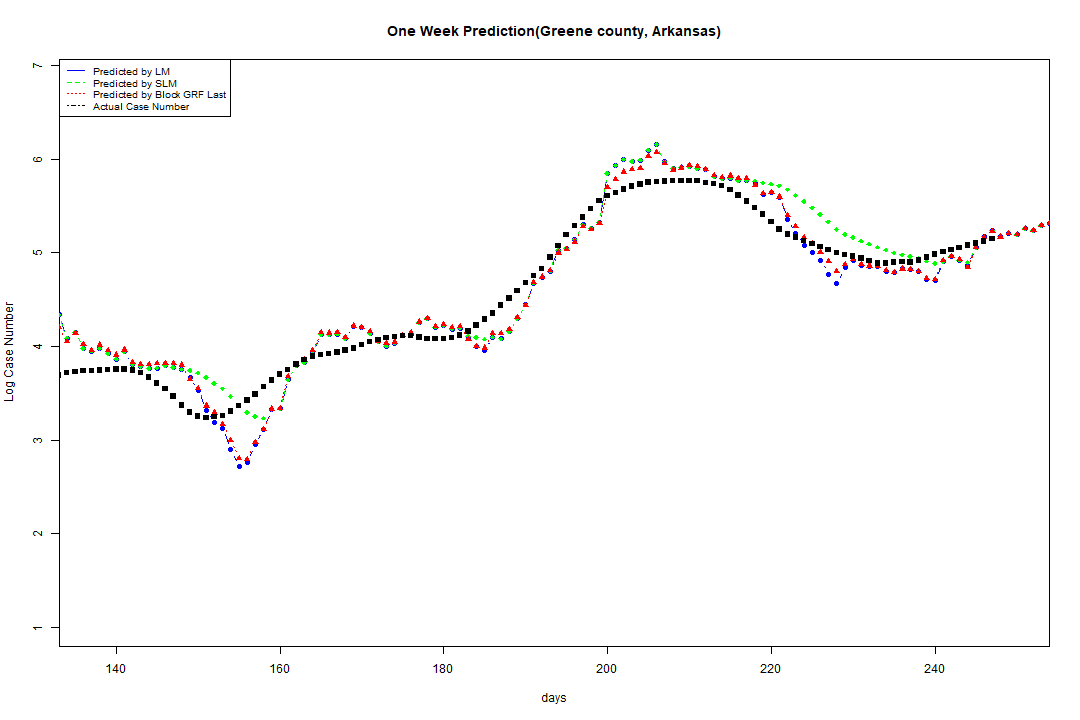 One Week Prediction(Greene county, Arkansas)
Predicted by LM
Predicted by SLM
Predicted by Block GRF Last
Actual Case Number
7
6
5
4
3
2
1
Log Case Number
140 160 180 200 220 240
days